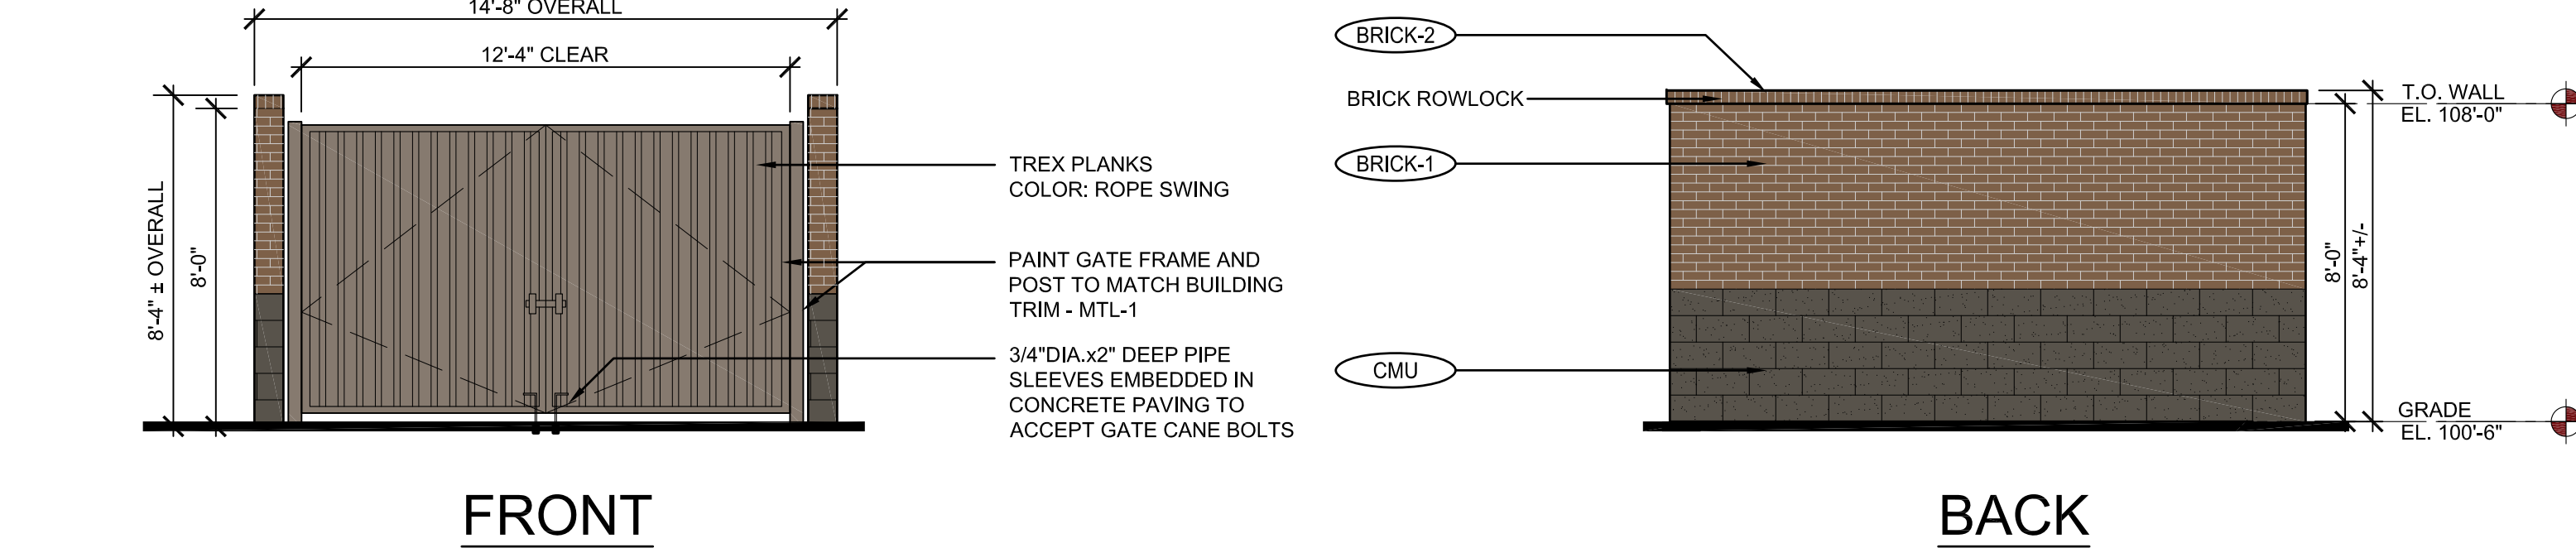 14'-8" OVERALL
12'-4" CLEAR
8'-4" ± OVERALL
8'-0"
TREX PLANKS
COLOR: ROPE SWING
PAINT GATE FRAME AND
POST TO MATCH BUILDING
TRIM - MTL-1
3/4"DIA.x2" DEEP PIPE
SLEEVES EMBEDDED IN
CONCRETE PAVING TO
ACCEPT GATE CANE BOLTS
FRONT
BRICK-2
BRICK ROWLOCK
BRICK-1
CMU
8'-0"
8'-4"+/-
T.O. WALL
EL. 108'-0"
GRADE
EL. 100'-6"
BACK